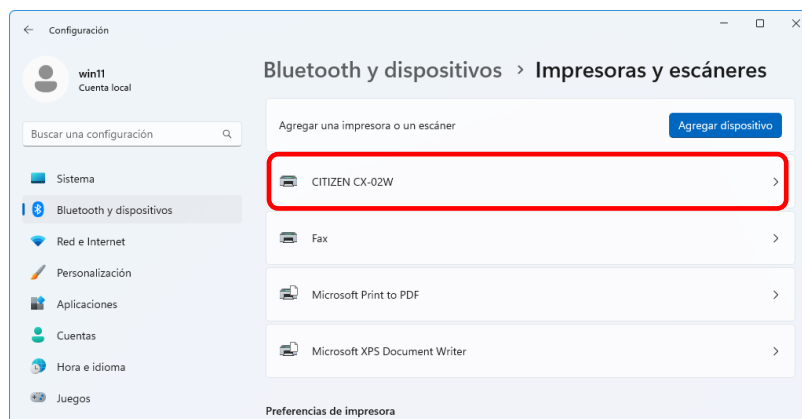 Configuración
win11
Cuenta local
Buscar una configuración
Sistema
Bluetooth y dispositivos
Red e Internet
Personalización
Aplicaciones
Cuentas
Hora e idioma
Juegos
Bluetooth y dispositivos > Impresoras y escáneres
Agregar una impresora o un escáner
Agregar dispositivo
CITIZEN CX-02W
Fax
Microsoft Print to PDF
Microsoft XPS Document Writer
Preferencias de impresora